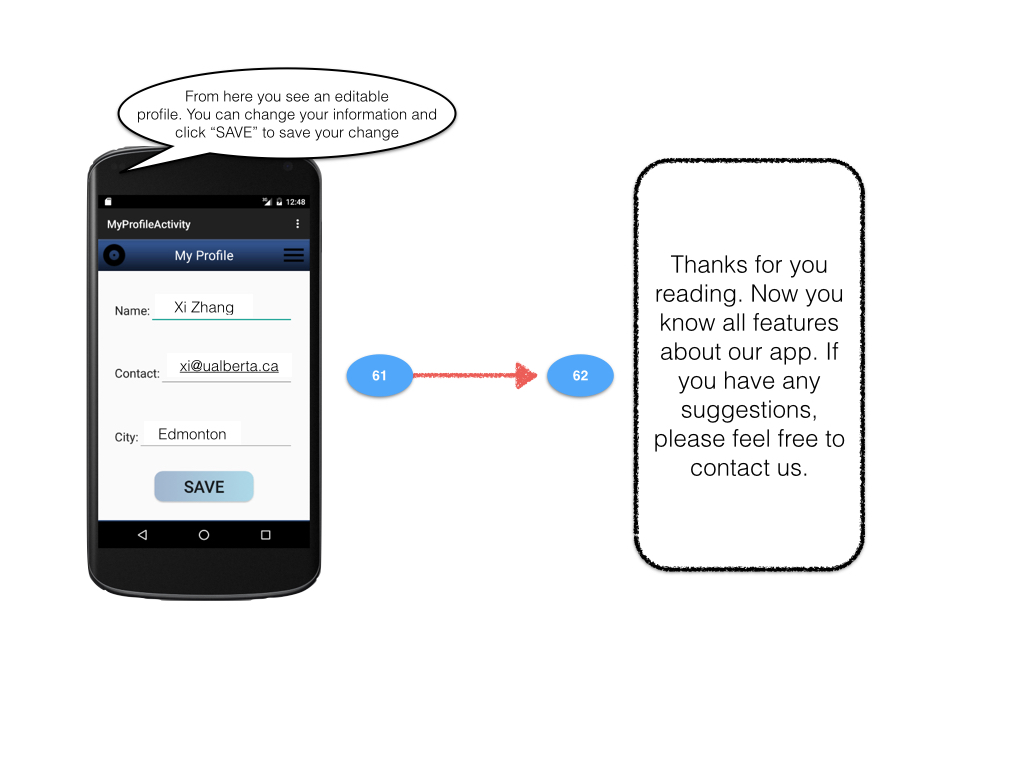 From here you see an editable
profile. You can change your information and
click “SAVE” to save your change
12:48
MyProfileActivity
My Profile
Name: Xi Zhang
Contact: xi@ualberta.ca
City: Edmonton
SAVE
61
62
Thanks for you
reading. Now you
know all features
about our app. If
you have any
suggestions,
please feel free to
contact us.